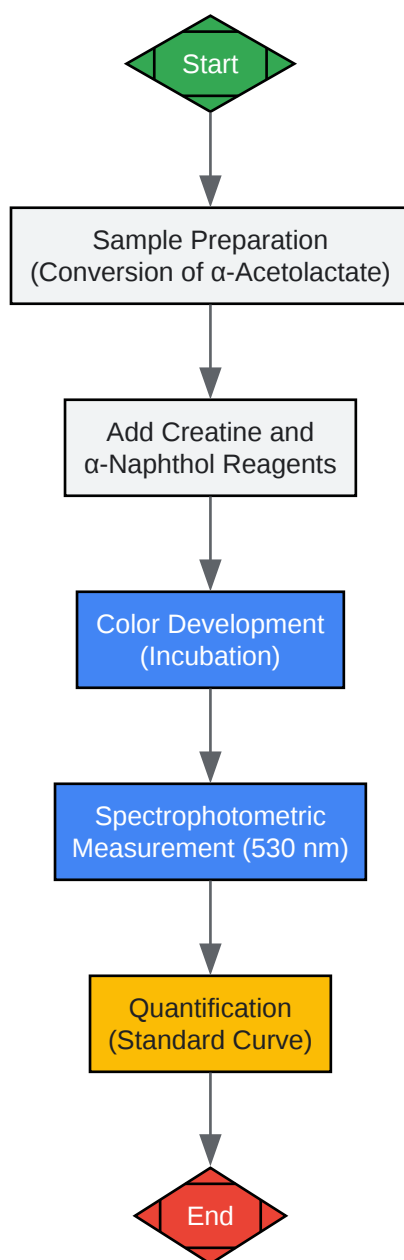 Start
Sample Preparation
(Conversion of α-Acetolactate)
Add Creatine and
α-Naphthol Reagents
Color Development
(Incubation)
Spectrophotometric
Measurement (530 nm)
Quantification
(Standard Curve)
End